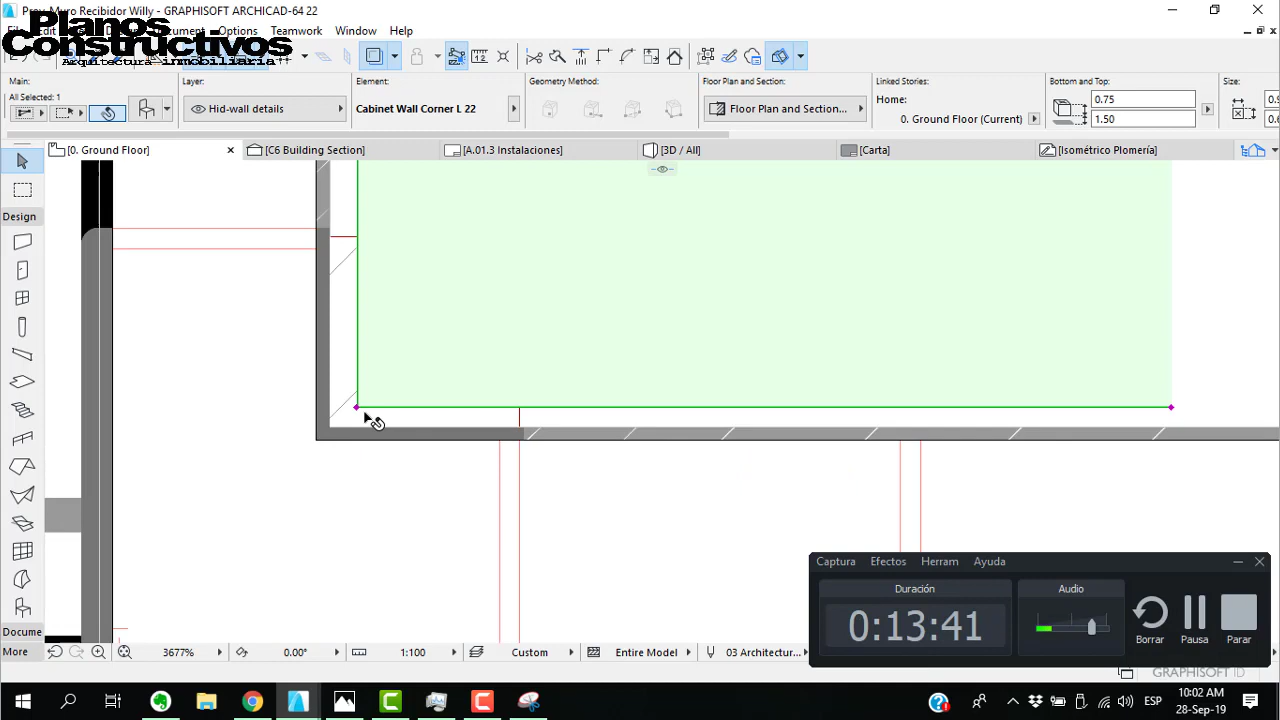 Prev-Muro Recibidor Willy - GRAPHISOFT ARCHICAD-64 22
Options Teamwork Window Help
Planos
Constructivos
Arquitectura inmobiliaria
Main:
All Selected: 1
Layer:
Hid-wall details
Element:
Cabinet Wall Corner L 22
Geometry Method:
Floor Plan and Section:
Floor Plan and Section...
Linked Stories:
Home:
0. Ground Floor (Current)
Bottom and Top:
0.75
1.50
Size:
[0. Ground Floor]
[C6 Building Section]
[A.01.3 Instalaciones]
[3D / All]
[Carta]
[Isométrico Plomería]
Design
Docume
More
Captura Efectos Herram Ayuda
Duración
0:13:41
Audio
Borrar
Pausa
Parar
3677%
0.00°
1:100
Custom
Entire Model
03 Architectur...
GRAPHISOFT ID
ESP
10:02 AM
28-Sep-19